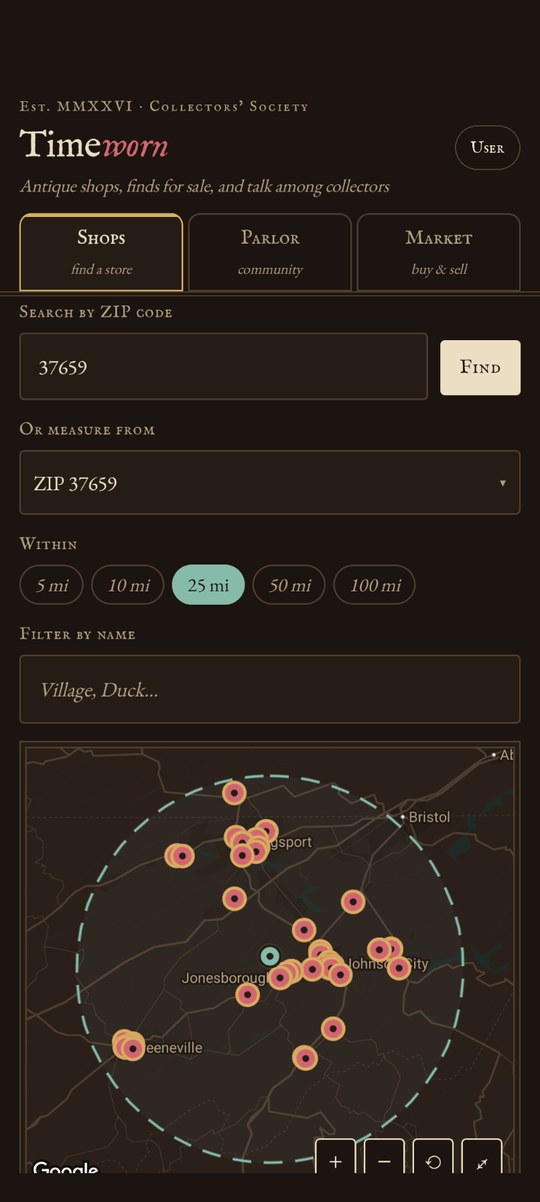 Est. MMXXVI · Collectors' Society
Timeworn
User
Antique shops, finds for sale, and talk among collectors
Shops
find a store
Parlor
community
Market
buy & sell
Search by ZIP code
37659
Find
Or measure from
ZIP 37659
Within
5 mi
10 mi
25 mi
50 mi
100 mi
Filter by name
Village, Duck...
Bristol
City
Google